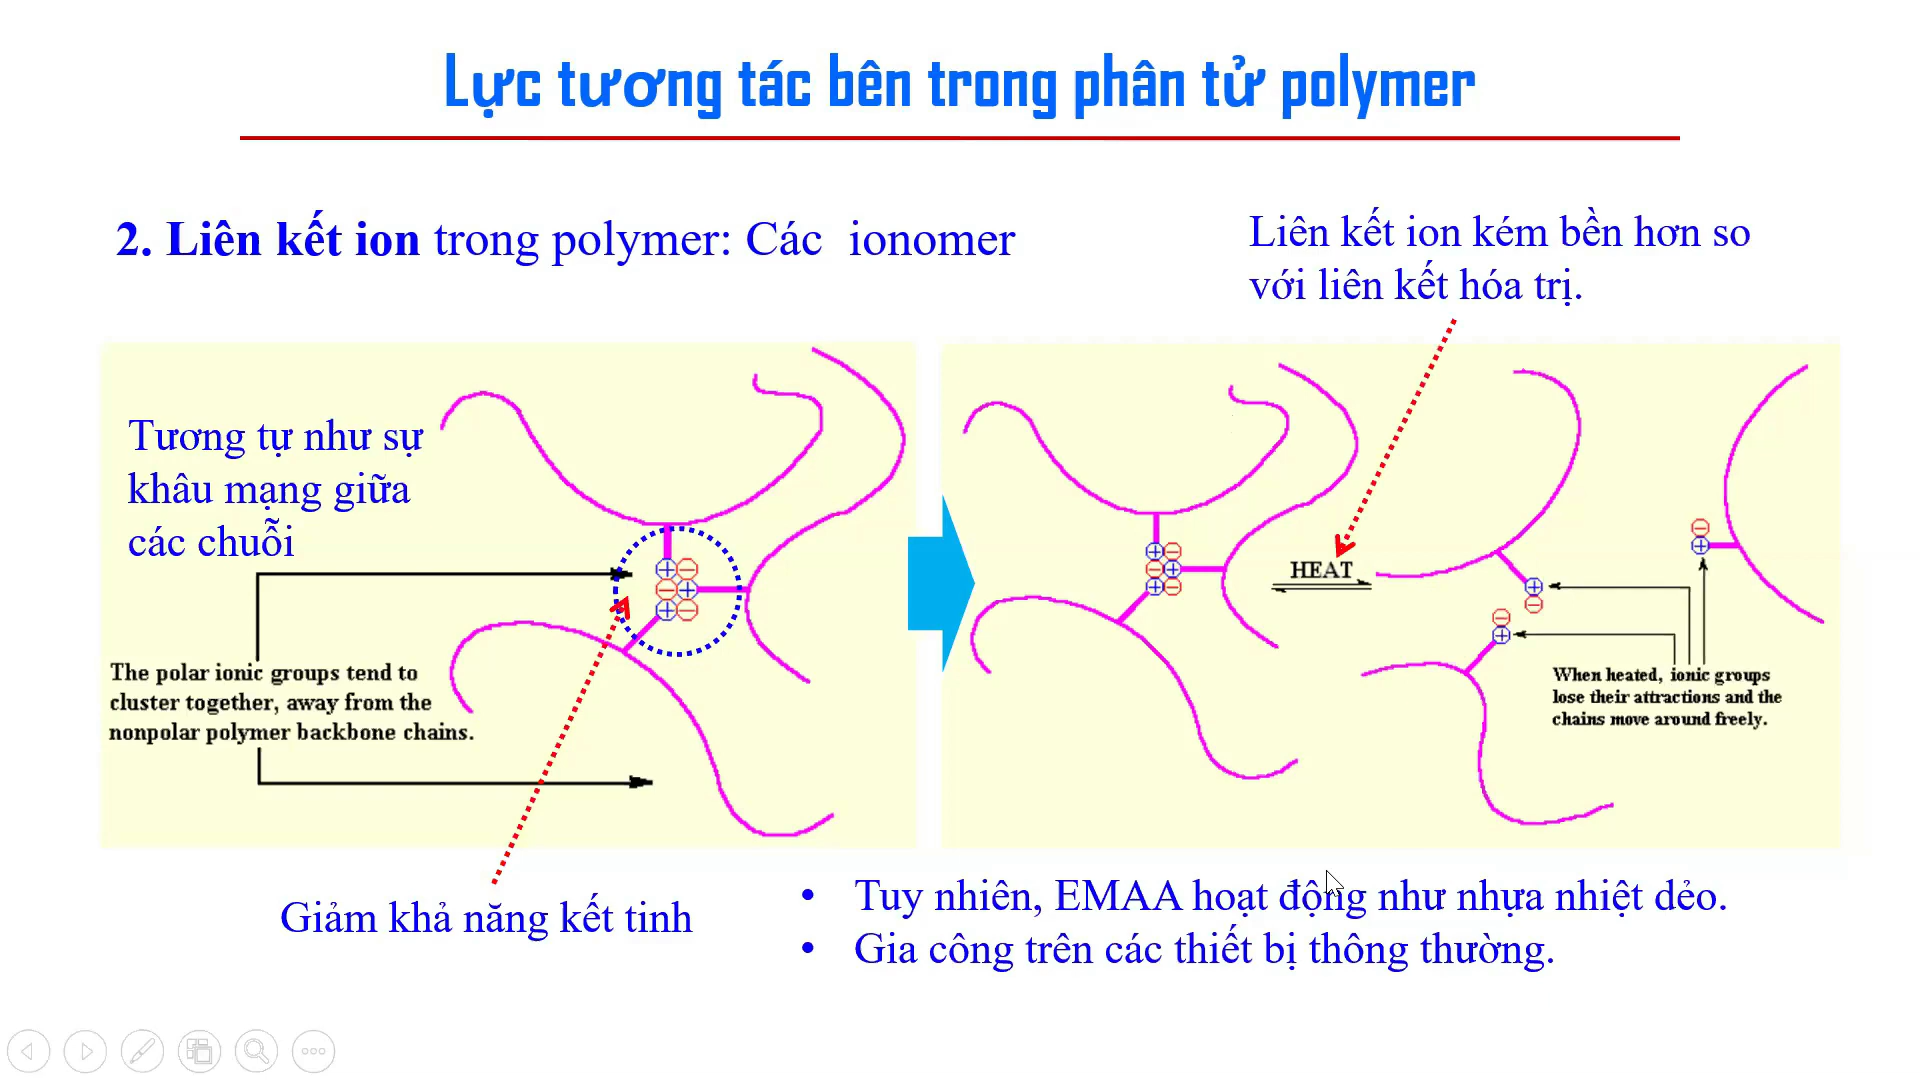 Lực tương tác bên trong phân tử polymer
2. Liên kết ion trong polymer: Các ionomer
Liên kết ion kém bền hơn so
với liên kết hóa trị.
Tương tự như sự
khâu mạng giữa
các chuỗi
The polar ionic groups tend to
cluster together, away from the
nonpolar polymer backbone chains.
HEAT
When heated, ionic groups
lose their attractions and the
chains move around freely.
Giảm khả năng kết tinh
• Tuy nhiên, EMAA hoạt động như nhựa nhiệt dẻo.
• Gia công trên các thiết bị thông thường.